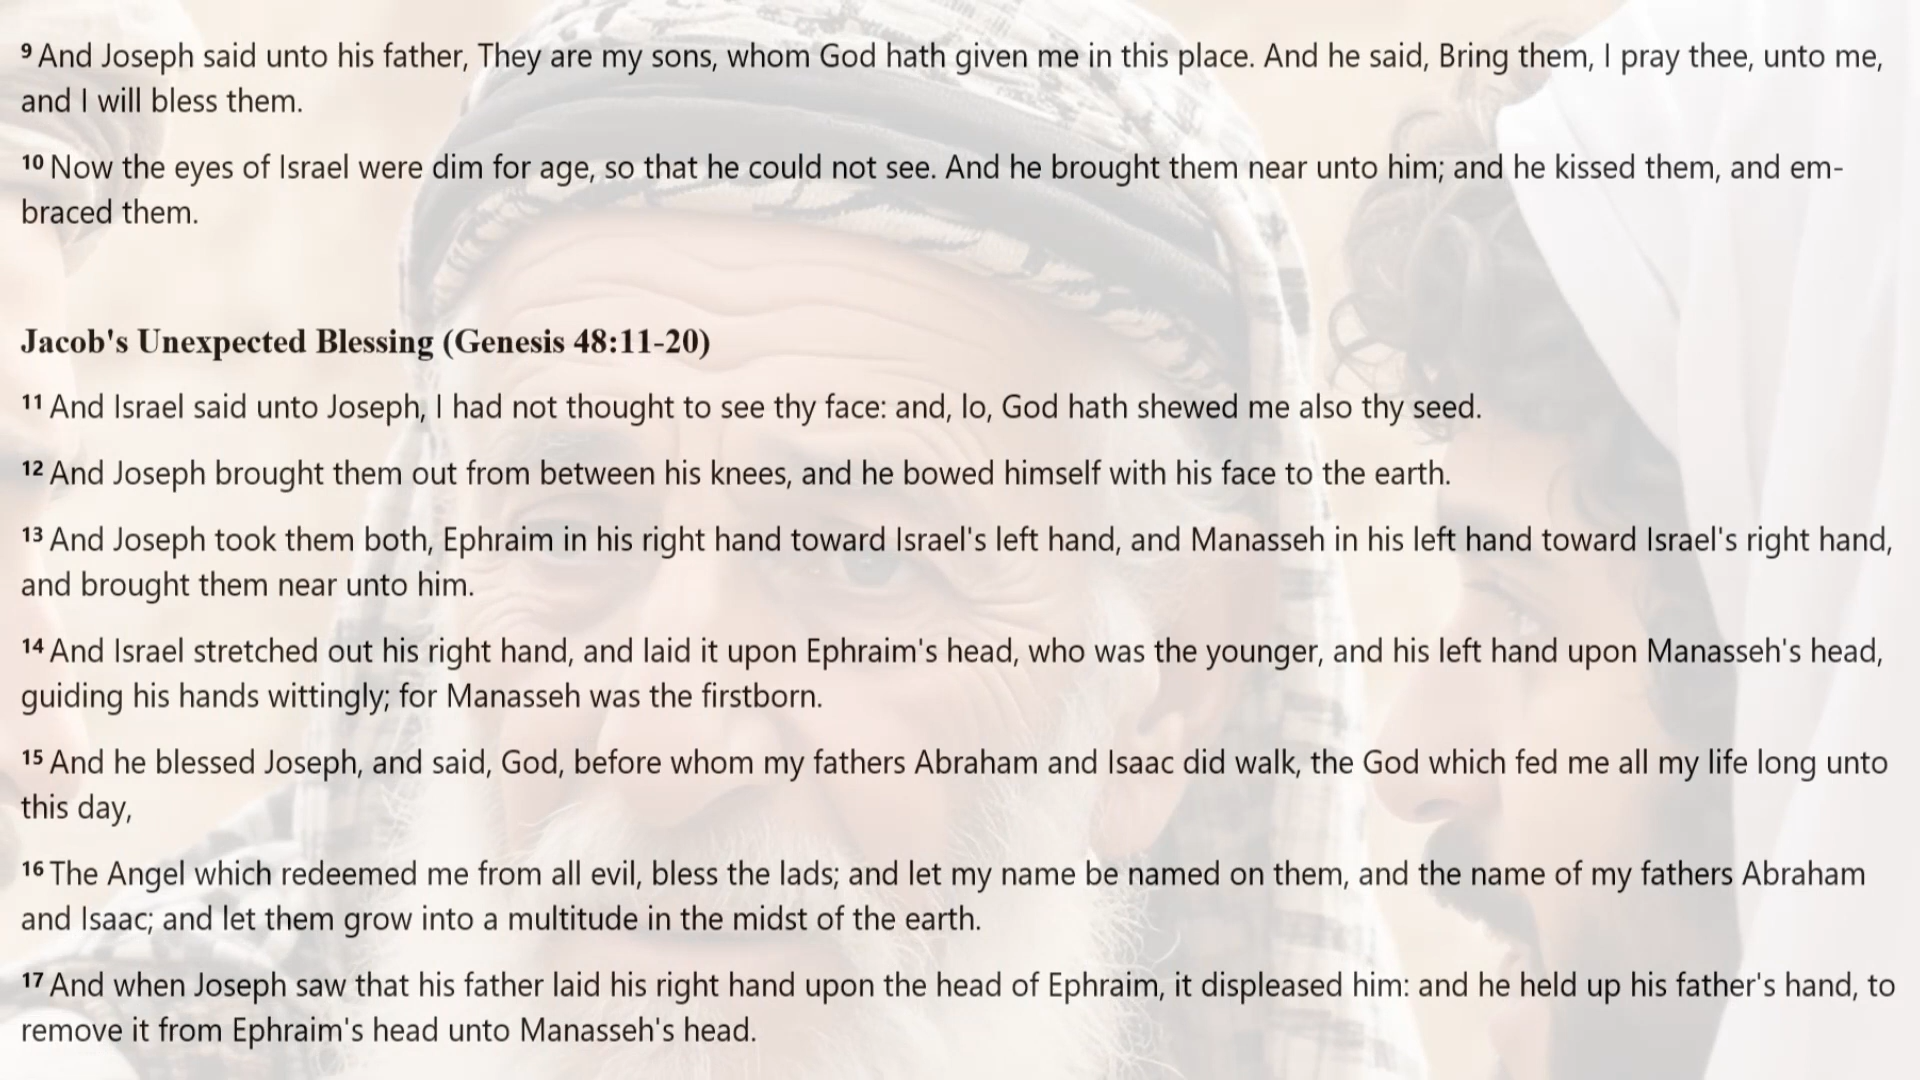 9 And Joseph said unto his father, They are my sons, whom God hath given me in this place. And he said, Bring them, I pray thee, unto me,
and I will bless them.
10 Now the eyes of Israel were dim for age, so that he could not see. And he brought them near unto him; and he kissed them, and em-
braced them.
Jacob's Unexpected Blessing (Genesis 48:11-20)
11 And Israel said unto Joseph, I had not thought to see thy face: and, lo, God hath shewed me also thy seed.
12 And Joseph brought them out from between his knees, and he bowed himself with his face to the earth.
13 And Joseph took them both, Ephraim in his right hand toward Israel's left hand, and Manasseh in his left hand toward Israel's right hand,
and brought them near unto him.
14 And Israel stretched out his right hand, and laid it upon Ephraim's head, who was the younger, and his left hand upon Manasseh's head,
guiding his hands wittingly; for Manasseh was the firstborn.
15 And he blessed Joseph, and said, God, before whom my fathers Abraham and Isaac did walk, the God which fed me all my life long unto
this day,
16 The Angel which redeemed me from all evil, bless the lads; and let my name be named on them, and the name of my fathers Abraham
and Isaac; and let them grow into a multitude in the midst of the earth.
17 And when Joseph saw that his father laid his right hand upon the head of Ephraim, it displeased him: and he held up his father's hand, to
remove it from Ephraim's head unto Manasseh's head.